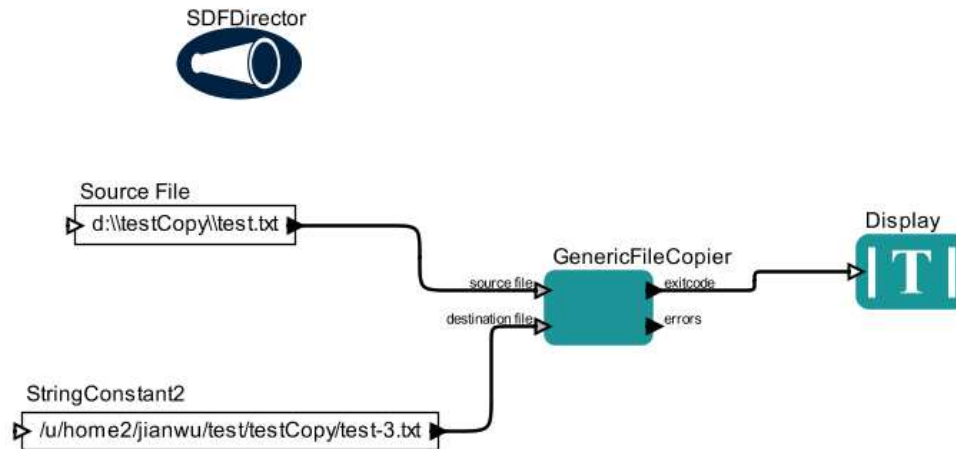 SDFDirector
Source File
d:\\testCopy\\test.txt
Display
GenericFileCopier
source file
exitcode
T
destination file
errors
StringConstant2
/u/home2/jianwu/test/testCopy/test-3.txt